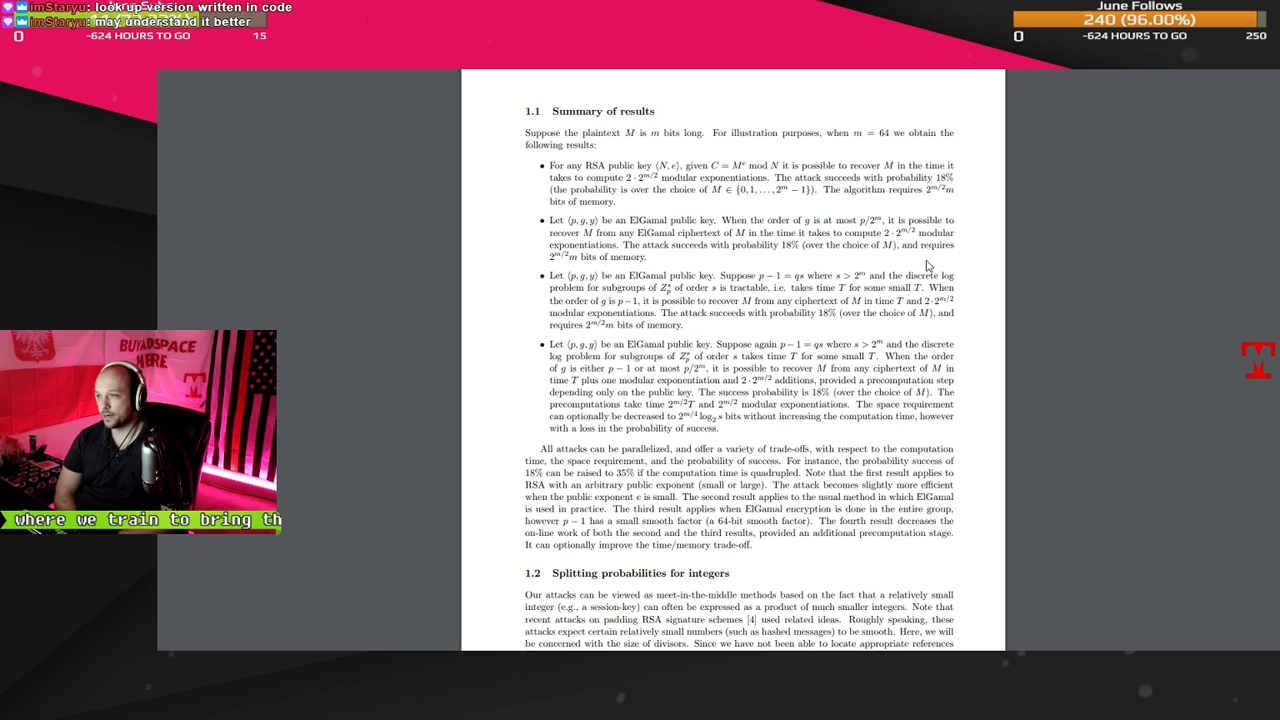 imStaryu: look up version written in code
imStaryu: may understand it better
0 -624 HOURS TO GO 15
June Follows
240 (96.00%)
0 -624 HOURS TO GO 250
1.1 Summary of results
Suppose the plaintext M is m bits long. For illustration purposes, when m = 64 we obtain the
following results:
• For any RSA public key ⟨N, e⟩, given C = M^e mod N it is possible to recover M in the time it
takes to compute 2 · 2^{m/2} modular exponentiations. The attack succeeds with probability 18%
(the probability is over the choice of M ∈ {0, 1, . . . , 2^m − 1}). The algorithm requires 2^{m/2}m
bits of memory.
• Let ⟨p, g, y⟩ be an ElGamal public key. When the order of g is at most p/2^m, it is possible to
recover M from any ElGamal ciphertext of M in the time it takes to compute 2 · 2^{m/2} modular
exponentiations. The attack succeeds with probability 18% (over the choice of M), and requires
2^{m/2}m bits of memory.
• Let ⟨p, g, y⟩ be an ElGamal public key. Suppose p − 1 = qs where s > 2^m and the discrete log
problem for subgroups of Z_p^* of order s is tractable, i.e. takes time T for some small T. When
the order of g is p−1, it is possible to recover M from any ciphertext of M in time T and 2·2^{m/2}
modular exponentiations. The attack succeeds with probability 18% (over the choice of M), and
requires 2^{m/2}m bits of memory.
• Let ⟨p, g, y⟩ be an ElGamal public key. Suppose again p − 1 = qs where s > 2^m and the discrete
log problem for subgroups of Z_p^* of order s takes time T for some small T. When the order
of g is either p − 1 or at most p/2^m, it is possible to recover M from any ciphertext of M in
time T plus one modular exponentiation and 2 · 2^{m/2} additions, provided a precomputation step
depending only on the public key. The success probability is 18% (over the choice of M). The
precomputations take time 2^{m/2}T and 2^{m/2} modular exponentiations. The space requirement
can optionally be decreased to 2^{m/4} log_2 s bits without increasing the computation time, however
with a loss in the probability of success.
All attacks can be parallelized, and offer a variety of trade-offs, with respect to the computation
time, the space requirement, and the probability of success. For instance, the probability success of
18% can be raised to 35% if the computation time is quadrupled. Note that the first result applies to
RSA with an arbitrary public exponent (small or large). The attack becomes slightly more efficient
when the public exponent e is small. The second result applies to the usual method in which ElGamal
is used in practice. The third result applies when ElGamal encryption is done in the entire group,
however p − 1 has a small smooth factor (a 64-bit smooth factor). The fourth result decreases the
on-line work of both the second and the third results, provided an additional precomputation stage.
It can optionally improve the time/memory trade-off.
1.2 Splitting probabilities for integers
Our attacks can be viewed as meet-in-the-middle methods based on the fact that a relatively small
integer (e.g., a session-key) can often be expressed as a product of much smaller integers. Note that
recent attacks on padding RSA signature schemes [4] used related ideas. Roughly speaking, these
attacks expect certain relatively small numbers (such as hashed messages) to be smooth. Here, we will
be concerned with the size of divisors. Since we have not been able to locate appropriate references
HERE
where we train to bring th